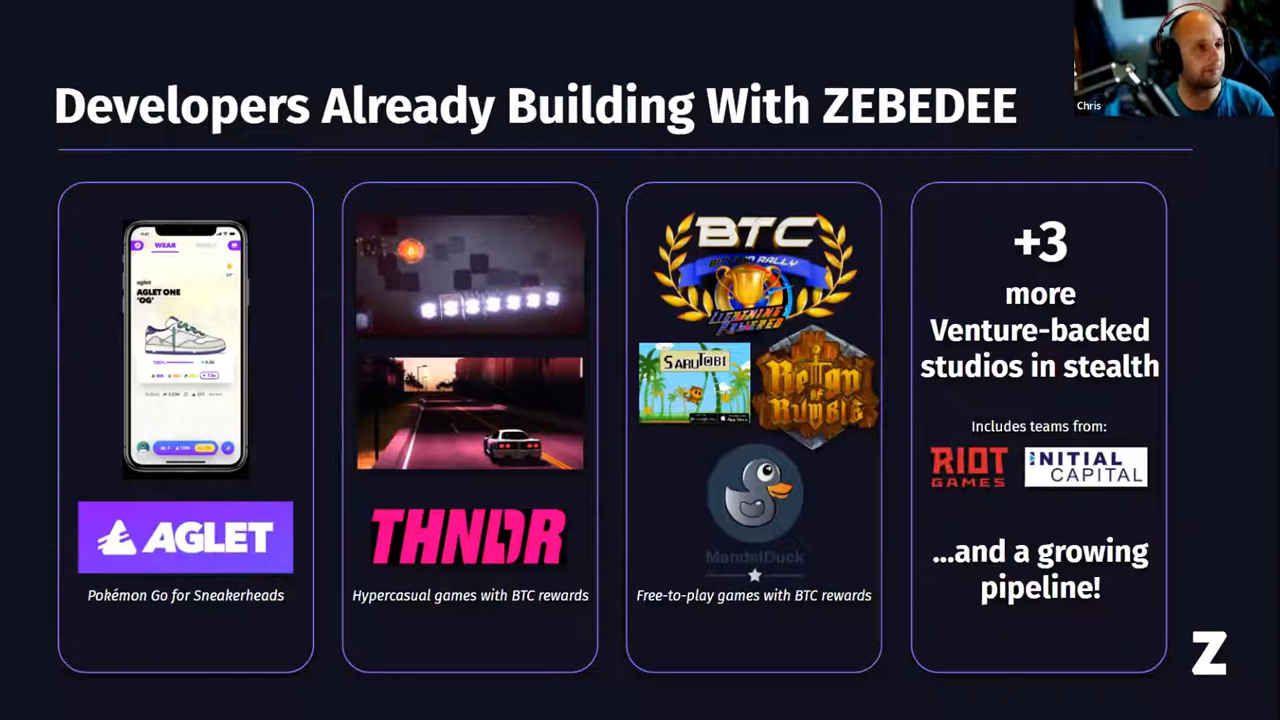 Chris
Developers Already Building With ZEBEDEE
WEAR
aglet
AGLET ONE
'OG'
AGLET
Pokémon Go for Sneakerheads
THNDR
Hypercasual games with BTC rewards
BTC
RALLY
LIGHTNING
POWERED
SARUTOBI
Reign
of
Rumble
MandelDuck
Free-to-play games with BTC rewards
+3
more
Venture-backed
studios in stealth
Includes teams from:
RIOT
GAMES
INITIAL
CAPITAL
...and a growing
pipeline!
Z